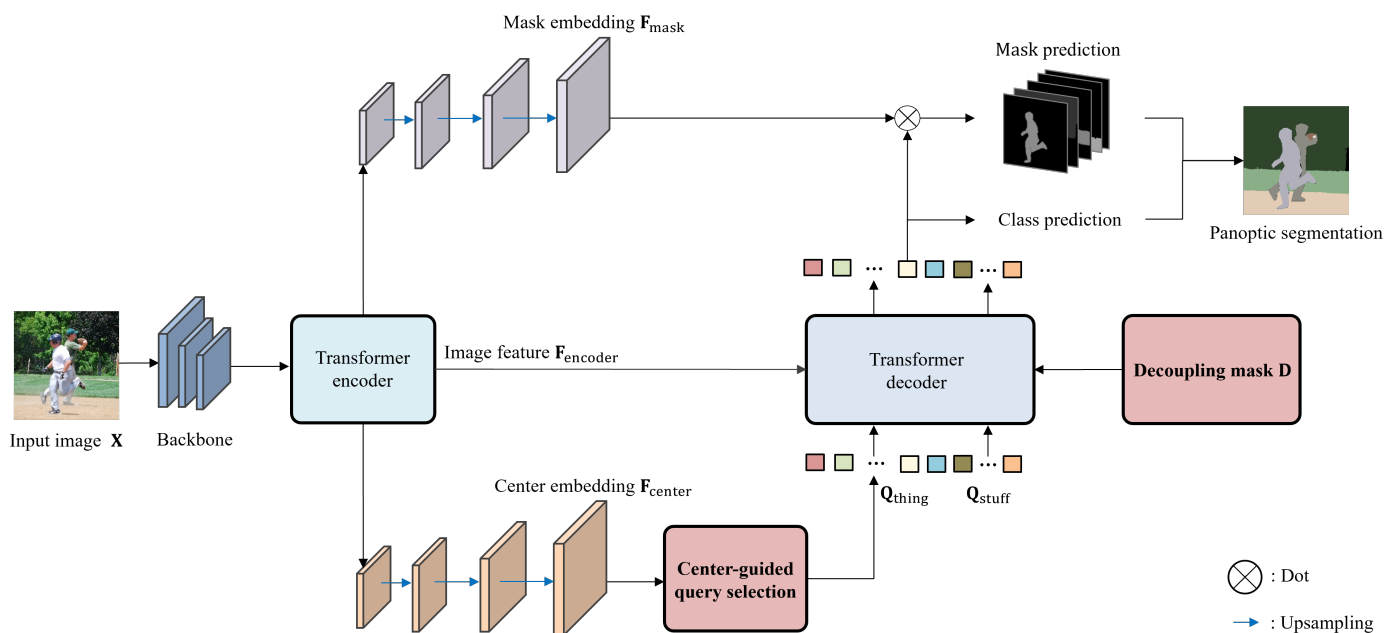 Mask embedding F_mask
Mask prediction
Class prediction
Panoptic segmentation
...
...
Transformer
encoder
Image feature F_encoder
Transformer
decoder
Decoupling mask D
Input image X
Backbone
...
...
Q_thing
Q_stuff
Center embedding F_center
Center-guided
query selection
: Dot
: Upsampling